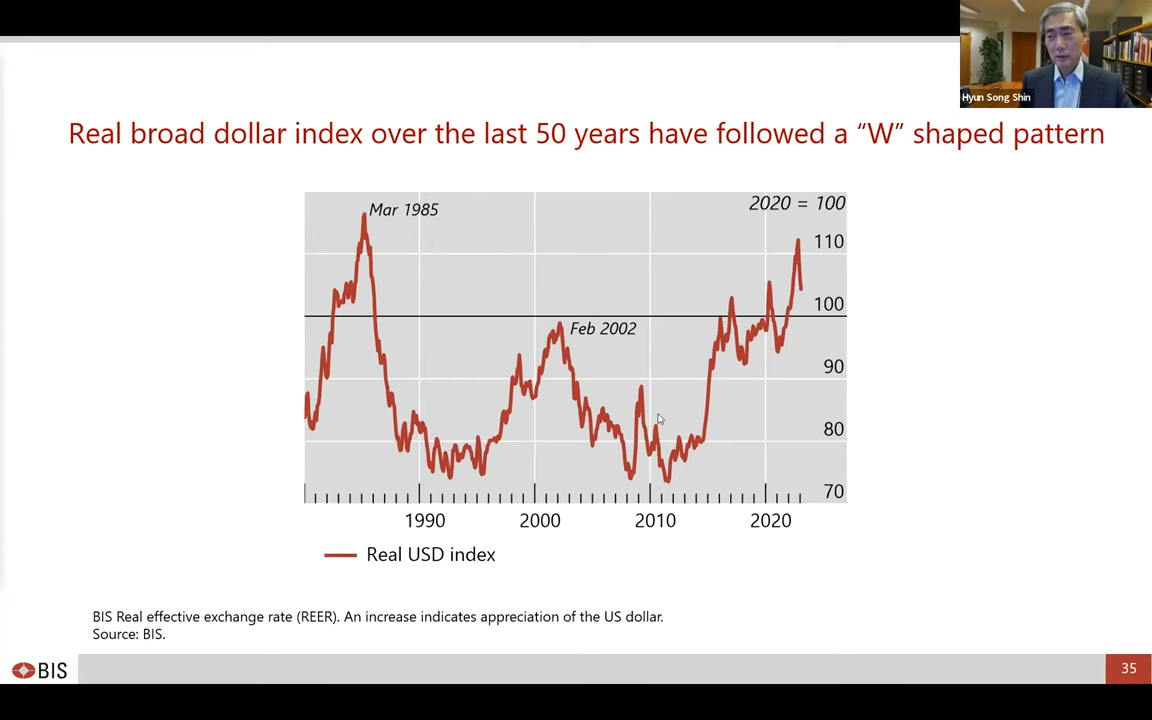 Hyun Song Shin
Real broad dollar index over the last 50 years have followed a “W” shaped pattern
Mar 1985
2020 = 100
110
100
Feb 2002
90
80
70
1990 2000 2010 2020
Real USD index
BIS Real effective exchange rate (REER). An increase indicates appreciation of the US dollar.
Source: BIS.
BIS
35